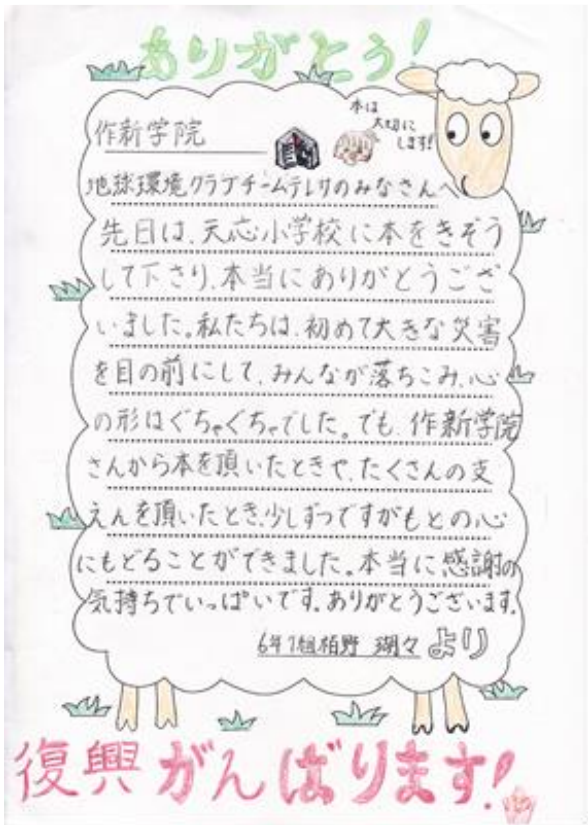 ありがとう!
本は
大切に
します!
作新学院
地球環境クラブチームテレサのみなさんへ
先日は、天応小学校に本をきぞう
して下さり、本当にありがとうござ
いました。私たちは、初めて大きな災害
を目の前にして、みんなが落ちこみ、心
の形はぐちゃぐちゃでした。でも、作新学院
さんから本を頂いたときや、たくさんの支
えんを頂いたとき、少しずつですがもとの心
にもどることができました。本当に感謝の
気持ちでいっぱいです。ありがとうございます。
6年1組栢野 瑚々 より
復興がんばります!